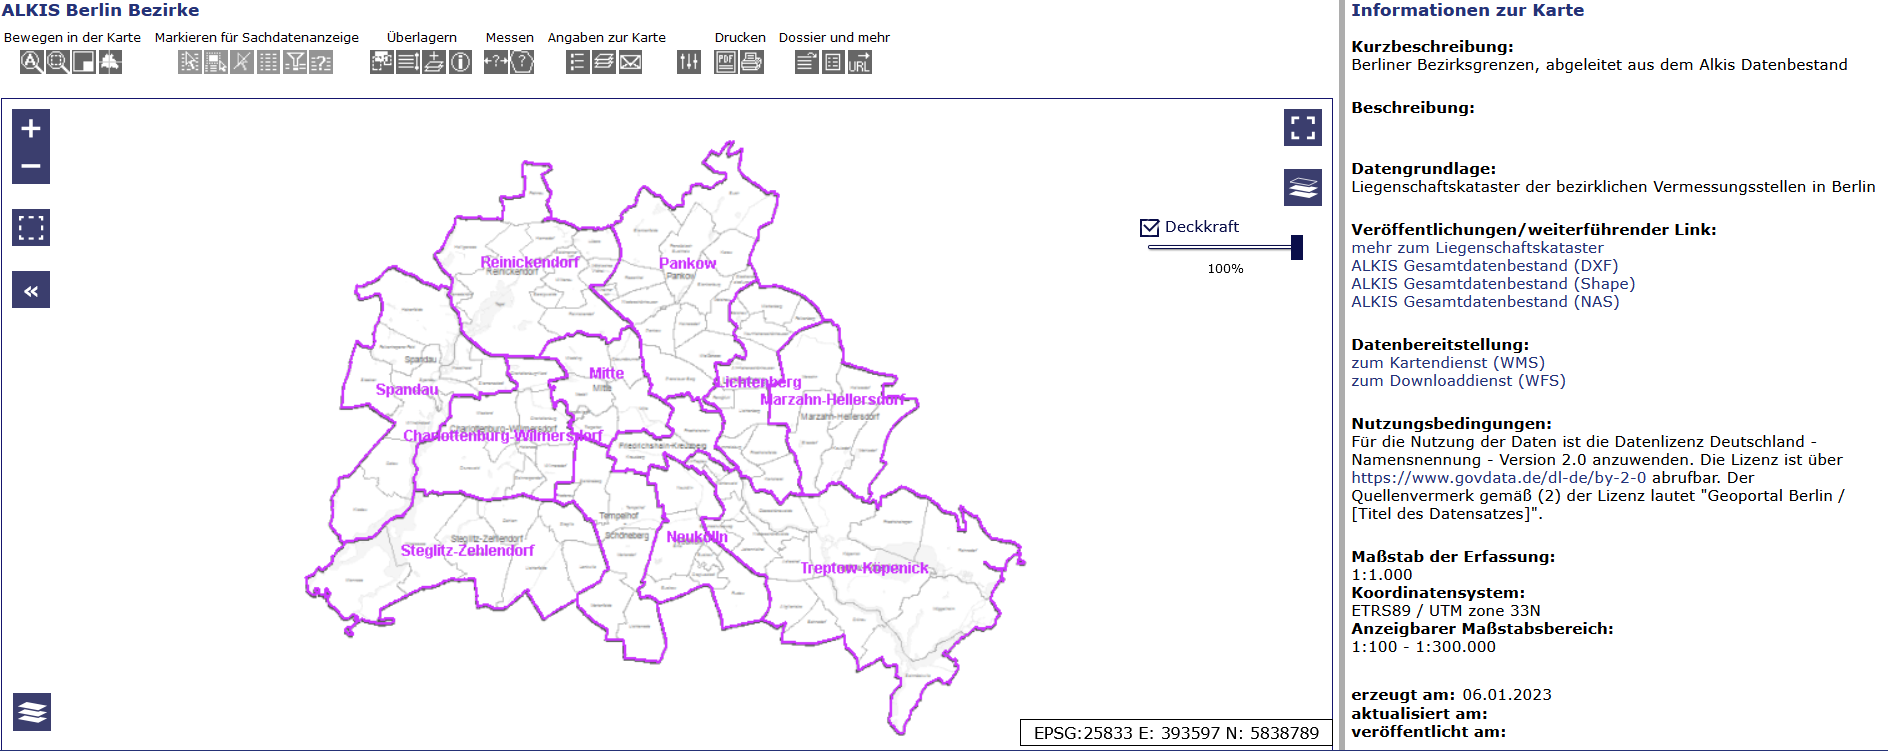 ALKIS Berlin Bezirke
Bewegen in der Karte
Markieren für Sachdatenanzeige
Überlagern
Messen
Angaben zur Karte
Drucken
Dossier und mehr
PDF
URL
Deckkraft
100%
Reinickendorf
Reinickendorf
Pankow
Pankow
Spandau
Spandau
Mitte
Mitte
Lichtenberg
Marzahn-Hellersdorf
Marzahn-Hellersdorf
Charlottenburg-Wilmersdorf
Charlottenburg-Wilmersdorf
Friedrichshain-Kreuzberg
Tempelhof
Schöneberg
Neukölln
Steglitz-Zehlendorf
Steglitz-Zehlendorf
Treptow-Köpenick
EPSG:25833 E: 393597 N: 5838789
Informationen zur Karte
Kurzbeschreibung:
Berliner Bezirksgrenzen, abgeleitet aus dem Alkis Datenbestand
Beschreibung:
Datengrundlage:
Liegenschaftskataster der bezirklichen Vermessungsstellen in Berlin
Veröffentlichungen/weiterführender Link:
mehr zum Liegenschaftskataster
ALKIS Gesamtdatenbestand (DXF)
ALKIS Gesamtdatenbestand (Shape)
ALKIS Gesamtdatenbestand (NAS)
Datenbereitstellung:
zum Kartendienst (WMS)
zum Downloaddienst (WFS)
Nutzungsbedingungen:
Für die Nutzung der Daten ist die Datenlizenz Deutschland -
Namensnennung - Version 2.0 anzuwenden. Die Lizenz ist über
https://www.govdata.de/dl-de/by-2-0 abrufbar. Der
Quellenvermerk gemäß (2) der Lizenz lautet "Geoportal Berlin /
[Titel des Datensatzes]".
Maßstab der Erfassung:
1:1.000
Koordinatensystem:
ETRS89 / UTM zone 33N
Anzeigbarer Maßstabsbereich:
1:100 - 1:300.000
erzeugt am: 06.01.2023
aktualisiert am:
veröffentlicht am: